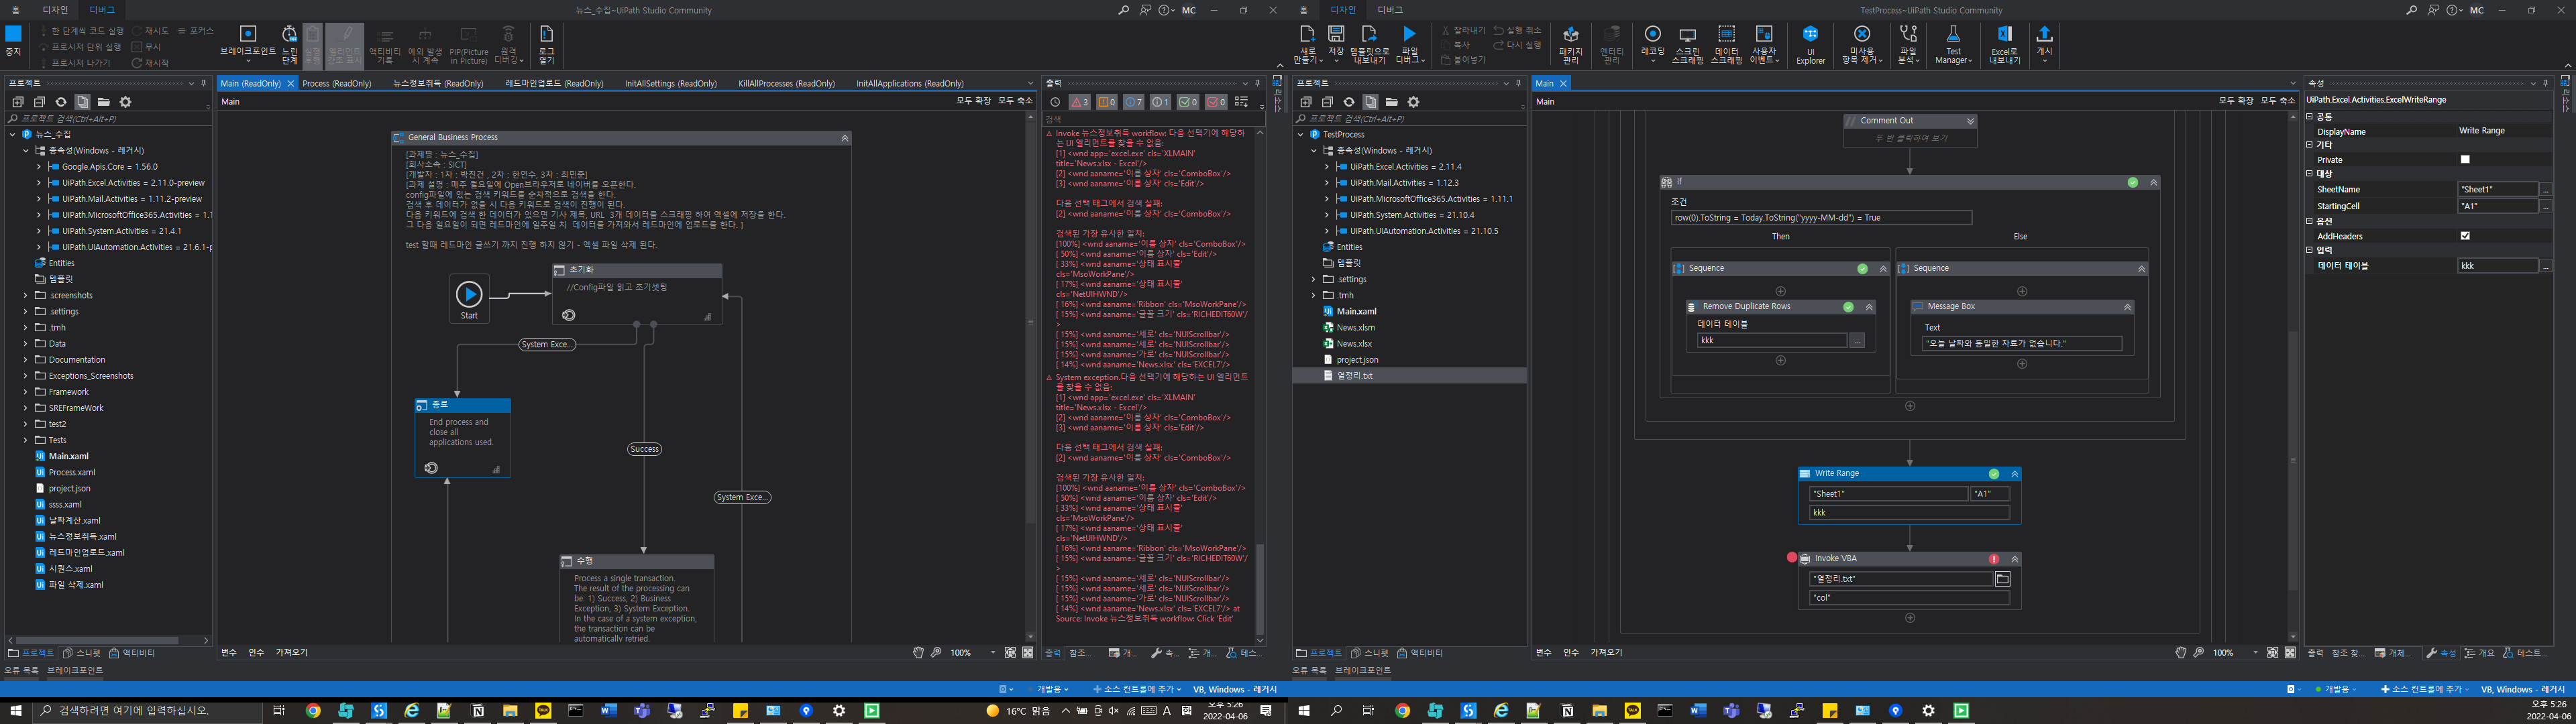 홈 디자인 디버그
뉴스_수집~UiPath Studio Community
MC
중지
한 단계씩 코드 실행
프로시저 단위 실행
프로시저 나가기
재시도
무시
재시작
포커스
브레이크포인트
느린
단계
실행
후행
엘리먼트
강조 표시
액티비티
기록
예외 발생
시 계속
PIP(Picture
in Picture)
원격
디버깅
로그
열기
프로젝트
프로젝트 검색(Ctrl+Alt+P)
뉴스_수집
종속성(Windows - 레거시)
Google.Apis.Core = 1.56.0
UiPath.Excel.Activities = 2.11.0-preview
UiPath.Mail.Activities = 1.11.2-preview
UiPath.MicrosoftOffice365.Activities = 1.1
UiPath.System.Activities = 21.4.1
UiPath.UIAutomation.Activities = 21.6.1-p
Entities
템플릿
.screenshots
.settings
.tmh
Data
Documentation
Exceptions_Screenshots
Framework
SREFrameWork
test2
Tests
Main.xaml
Process.xaml
project.json
ssss.xaml
날짜계산.xaml
뉴스정보취득.xaml
레드마인업로드.xaml
시퀀스.xaml
파일 삭제.xaml
프로젝트 스니펫 액티비티
오류 목록 브레이크포인트
Main (ReadOnly) Process (ReadOnly) 뉴스정보취득 (ReadOnly) 레드마인업로드 (ReadOnly) InitAllSettings (ReadOnly) KillAllProcesses (ReadOnly) InitAllApplications (ReadOnly)
Main
모두 확장 모두 축소
General Business Process
[과제명 : 뉴스_수집]
[회사소속 : SICT]
[개발자 : 1차 : 박진건 , 2차 : 한연수, 3차 : 최민준]
[과제 설명 : 매주 월요일에 Open브라우저로 네이버를 오픈한다.
config파일에 있는 검색 키워드를 순차적으로 검색을 한다.
검색 후 데이터가 없을 시 다음 키워드로 검색이 진행이 된다.
다음 키워드에 검색 한 데이터가 있으면 기사 제목, URL 3개 데이터를 스크래핑 하여 엑셀에 저장을 한다.
그 다음 일요일이 되면 레드마인에 일주일 치 데이터를 가져와서 레드마인에 업로드를 한다. ]
test 할때 레드마인 글쓰기 까지 진행 하지 않기 - 엑셀 파일 삭제 된다.
Start
초기화
//Config파일 읽고 초기셋팅
System Exce...
종료
End process and
close all
applications used.
Success
System Exce...
수행
Process a single transaction.
The result of the processing can
be: 1) Success, 2) Business
Exception, 3) System Exception.
In the case of a system exception,
the transaction can be
automatically retried.
변수 인수 가져오기
100%
출력
3 0 7 1 0 0
검색
Invoke 뉴스정보취득 workflow: 다음 선택기에 해당하
는 UI 엘리먼트를 찾을 수 없음:
[1] <wnd app='excel.exe' cls='XLMAIN'
title='News.xlsx - Excel'/>
[2] <wnd aaname='이름 상자' cls='ComboBox'/>
[3] <wnd aaname='이름 상자' cls='Edit'/>
다음 선택 태그에서 검색 실패:
[2] <wnd aaname='이름 상자' cls='ComboBox'/>
검색된 가장 유사한 일치:
[100%] <wnd aaname='이름 상자' cls='ComboBox'/>
[ 50%] <wnd aaname='이름 상자' cls='Edit'/>
[ 33%] <wnd aaname='상태 표시줄'
cls='MsoWorkPane'/>
[ 17%] <wnd aaname='상태 표시줄'
cls='NetUIHWND'/>
[ 16%] <wnd aaname='Ribbon' cls='MsoWorkPane'/>
[ 15%] <wnd aaname='글꼴 크기' cls='RICHEDIT60W'/
>
[ 15%] <wnd aaname='세로' cls='NUIScrollbar'/>
[ 15%] <wnd aaname='세로' cls='NUIScrollbar'/>
[ 15%] <wnd aaname='가로' cls='NUIScrollbar'/>
[ 14%] <wnd aaname='News.xlsx' cls='EXCEL7'/>
System exception.다음 선택기에 해당하는 UI 엘리먼트
를 찾을 수 없음:
[1] <wnd app='excel.exe' cls='XLMAIN'
title='News.xlsx - Excel'/>
[2] <wnd aaname='이름 상자' cls='ComboBox'/>
[3] <wnd aaname='이름 상자' cls='Edit'/>
다음 선택 태그에서 검색 실패:
[2] <wnd aaname='이름 상자' cls='ComboBox'/>
검색된 가장 유사한 일치:
[100%] <wnd aaname='이름 상자' cls='ComboBox'/>
[ 50%] <wnd aaname='이름 상자' cls='Edit'/>
[ 33%] <wnd aaname='상태 표시줄'
cls='MsoWorkPane'/>
[ 17%] <wnd aaname='상태 표시줄'
cls='NetUIHWND'/>
[ 16%] <wnd aaname='Ribbon' cls='MsoWorkPane'/>
[ 15%] <wnd aaname='글꼴 크기' cls='RICHEDIT60W'/
>
[ 15%] <wnd aaname='세로' cls='NUIScrollbar'/>
[ 15%] <wnd aaname='세로' cls='NUIScrollbar'/>
[ 15%] <wnd aaname='가로' cls='NUIScrollbar'/>
[ 14%] <wnd aaname='News.xlsx' cls='EXCEL7'/> at
Source: Invoke 뉴스정보취득 workflow: Click 'Edit'
출력 참조... 개... 속... 개... 테스...
개발용 소스 컨트롤에 추가 VB, Windows - 레거시
검색하려면 여기에 입력하십시오.
16°C 맑음
오후 5:26
2022-04-06
홈 디자인 디버그
TestProcess~UiPath Studio Community
MC
새로
만들기
저장
템플릿으로
내보내기
파일
디버그
잘라내기
복사
붙여넣기
실행 취소
다시 실행
패키지
관리
엔터티
관리
레코딩
스크린
스크래핑
데이터
스크래핑
사용자
이벤트
UI
Explorer
미사용
항목 제거
파일
분석
Test
Manager
Excel로
내보내기
게시
프로젝트
프로젝트 검색(Ctrl+Alt+P)
TestProcess
종속성(Windows - 레거시)
UiPath.Excel.Activities = 2.11.4
UiPath.Mail.Activities = 1.12.3
UiPath.MicrosoftOffice365.Activities = 1.11.1
UiPath.System.Activities = 21.10.4
UiPath.UIAutomation.Activities = 21.10.5
Entities
템플릿
.settings
.tmh
Main.xaml
News.xlsm
News.xlsx
project.json
열정리.txt
프로젝트 스니펫 액티비티
오류 목록 브레이크포인트
Main
Main
모두 확장 모두 축소
Comment Out
두 번 클릭하여 보기
If
조건
row(0).ToString = Today.ToString("yyyy-MM-dd") = True
Then
Else
Sequence
Remove Duplicate Rows
데이터 테이블
kkk
...
Sequence
Message Box
Text
"오늘 날짜와 동일한 자료가 없습니다."
Write Range
"Sheet1"
"A1"
kkk
Invoke VBA
"열정리.txt"
"col"
변수 인수 가져오기
100%
속성
UiPath.Excel.Activities.ExcelWriteRange
공통
DisplayName Write Range
기타
Private
대상
SheetName "Sheet1" ...
StartingCell "A1" ...
옵션
AddHeaders
입력
데이터 테이블 kkk ...
출력 참조 찾... 개체... 속성 개요 테스트...
개발용 소스 컨트롤에 추가 VB, Windows - 레거시
오후 5:26
2022-04-06